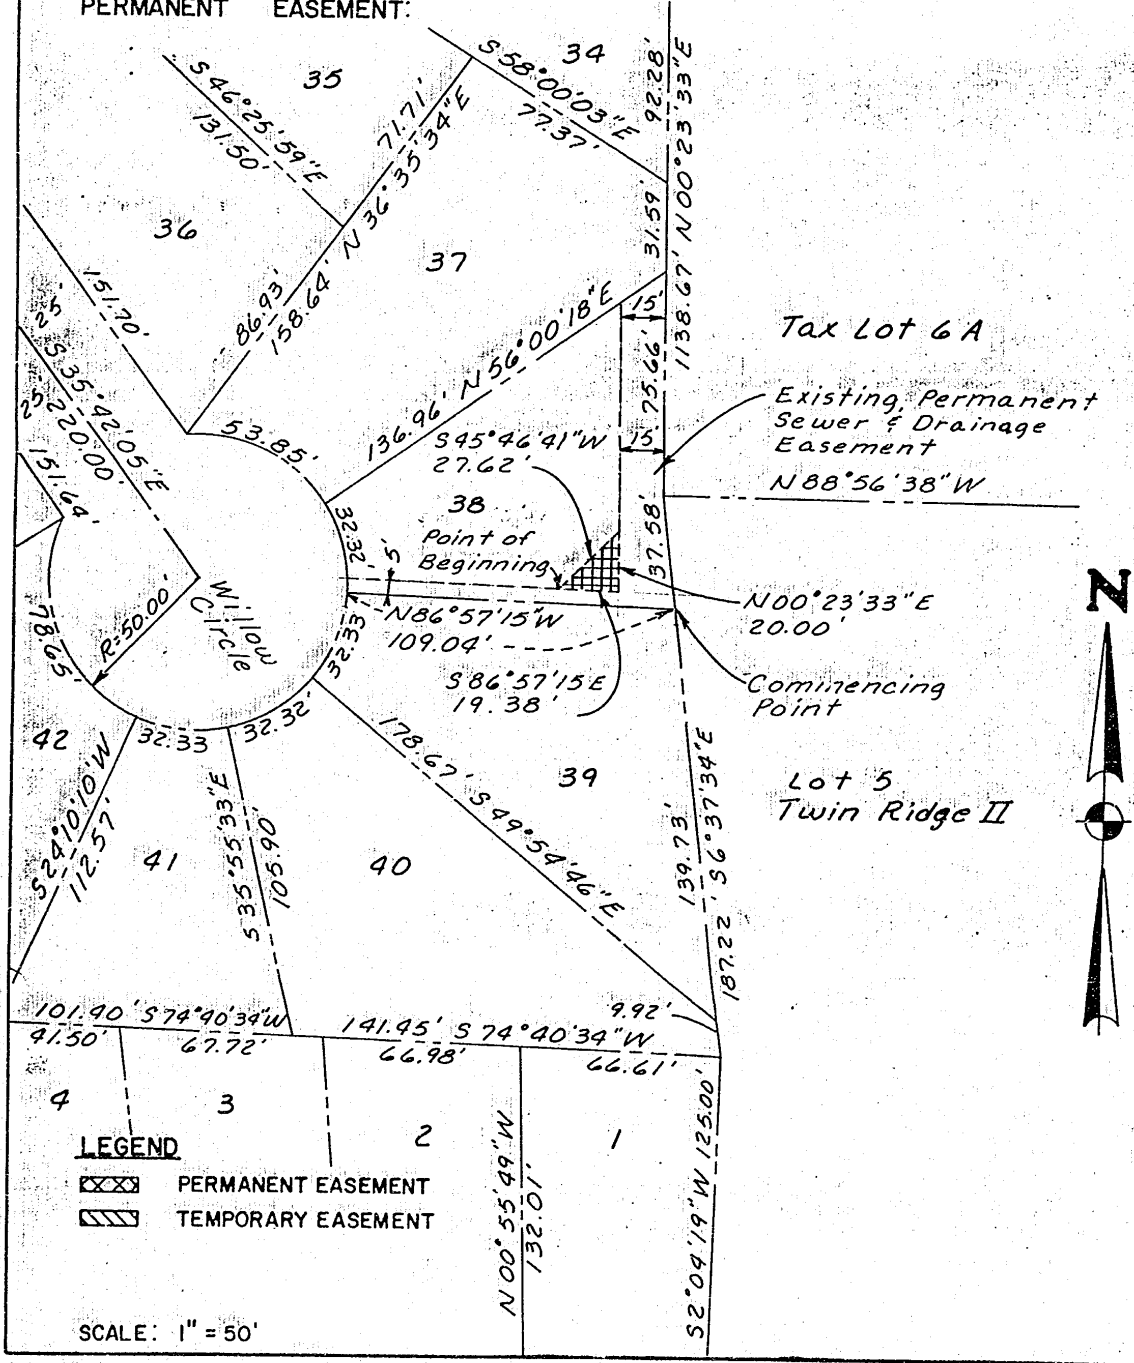 PERMANENT EASEMENT:
34
35
S 58°00'03"E
77.37'
92.28'
1138.67' N00°23'33"E
S 46°25'59"E
131.50'
71.71'
N 36°35'34"E
36
37
31.59'
151.70'
86.93'
158.64'
25'
S 35°42'05"E
220.00'
25'
151.64'
15'
75.66'
Tax Lot 6A
136.96' N 56°00'18"E
53.85'
Existing Permanent
Sewer & Drainage
Easement
S45°46'41"W
27.62'
15'
N 88°56'38"W
38
32.32'
5'
Point of
Beginning
37.58'
N
N86°57'15"W
109.04'
N00°23'33"E
20.00'
Willow
Circle
R=50.00'
78.65'
32.33'
S 86°57'15 E
19.38'
Commencing
Point
42
32.33
32.32'
178.67' S 49°54'46"E
39
Lot 5
Twin Ridge II
S24°10'10"W
112.57'
41
S 35°55'33"E
105.90'
40
139.73'
187.22' S6°37'34"E
9.92'
101.90' S 74°40'34"W
41.50'
67.72'
141.45' S 74°40'34"W
66.98'
66.61'
4
3
2
1
N 00°55'49"W
132.01'
S2°04'19"W 125.00'
LEGEND
PERMANENT EASEMENT
TEMPORARY EASEMENT
SCALE: 1" = 50'